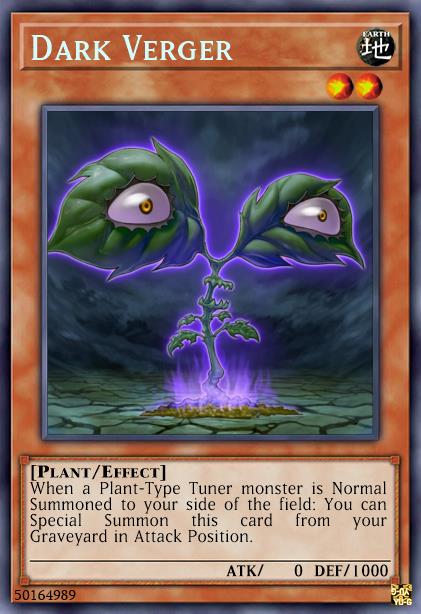 DARK VERGER
EARTH
地
[PLANT/EFFECT]
When a Plant-Type Tuner monster is Normal
Summoned to your side of the field: You can
Special Summon this card from your
Graveyard in Attack Position.
ATK/ 0 DEF/1000
50164989